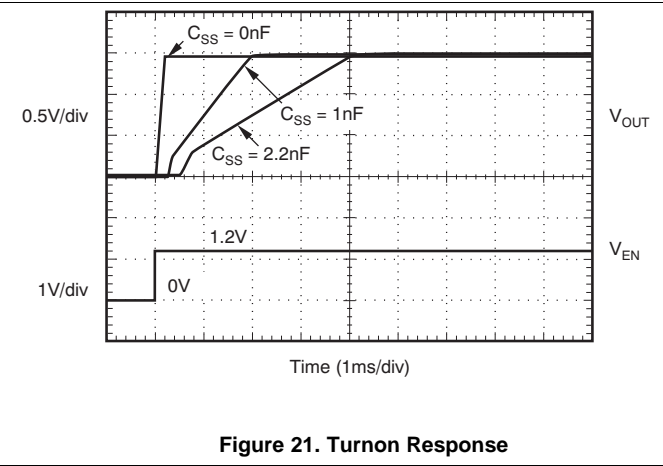 C_SS = 0nF
0.5V/div
C_SS = 1nF
V_OUT
C_SS = 2.2nF
1.2V
V_EN
1V/div
0V
Time (1ms/div)
Figure 21. Turnon Response